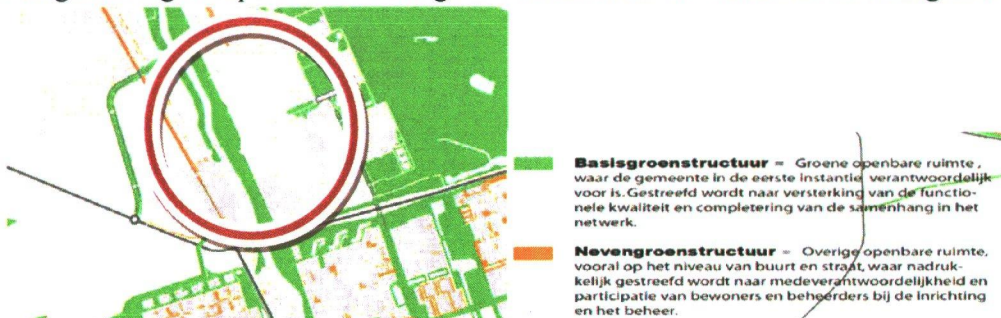 Basisgroenstructuur = Groene openbare ruimte,
waar de gemeente in de eerste instantie verantwoordelijk
voor is. Gestreefd wordt naar versterking van de functio-
nele kwaliteit en completering van de samenhang in het
netwerk.
Nevengroenstructuur = Overige openbare ruimte,
vooral op het niveau van buurt en straat, waar nadruk-
kelijk gestreefd wordt naar medeverantwoordelijkheid en
participatie van bewoners en beheerders bij de inrichting
en het beheer.